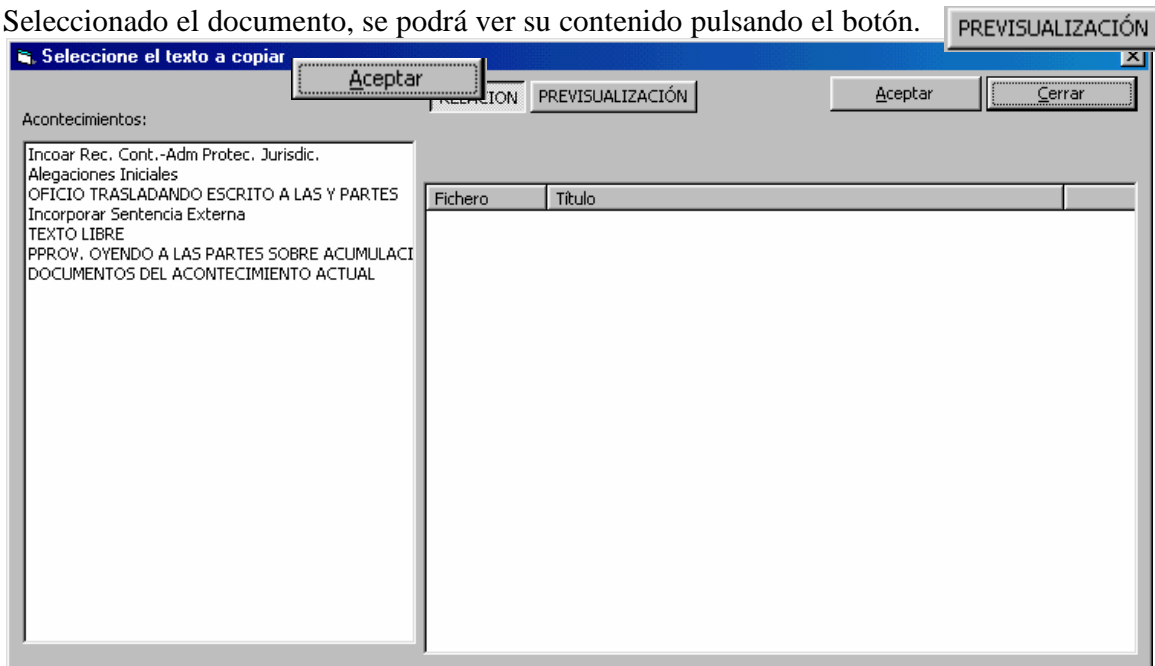 Seleccionado el documento, se podrá ver su contenido pulsando el botón. PREVISUALIZACIÓN
Seleccione el texto a copiar
Aceptar
RELACION PREVISUALIZACIÓN Aceptar Cerrar
Acontecimientos:
Incoar Rec. Cont.-Adm Protec. Jurisdic.
Alegaciones Iniciales
OFICIO TRASLADANDO ESCRITO A LAS Y PARTES
Incorporar Sentencia Externa
TEXTO LIBRE
PPROV. OYENDO A LAS PARTES SOBRE ACUMULACI
DOCUMENTOS DEL ACONTECIMIENTO ACTUAL
Fichero Título